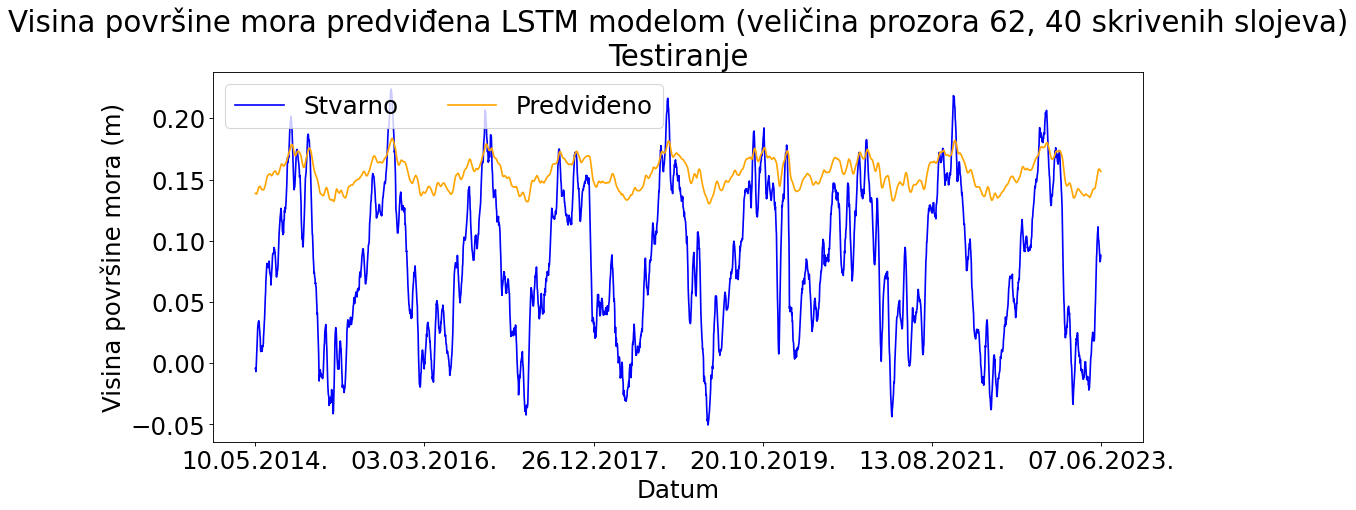 Visina površine mora predviđena LSTM modelom (veličina prozora 62, 40 skrivenih slojeva)
Testiranje
Stvarno Predviđeno
Visina površine mora (m)
0.20
0.15
0.10
0.05
0.00
−0.05
10.05.2014. 03.03.2016. 26.12.2017. 20.10.2019. 13.08.2021. 07.06.2023.
Datum